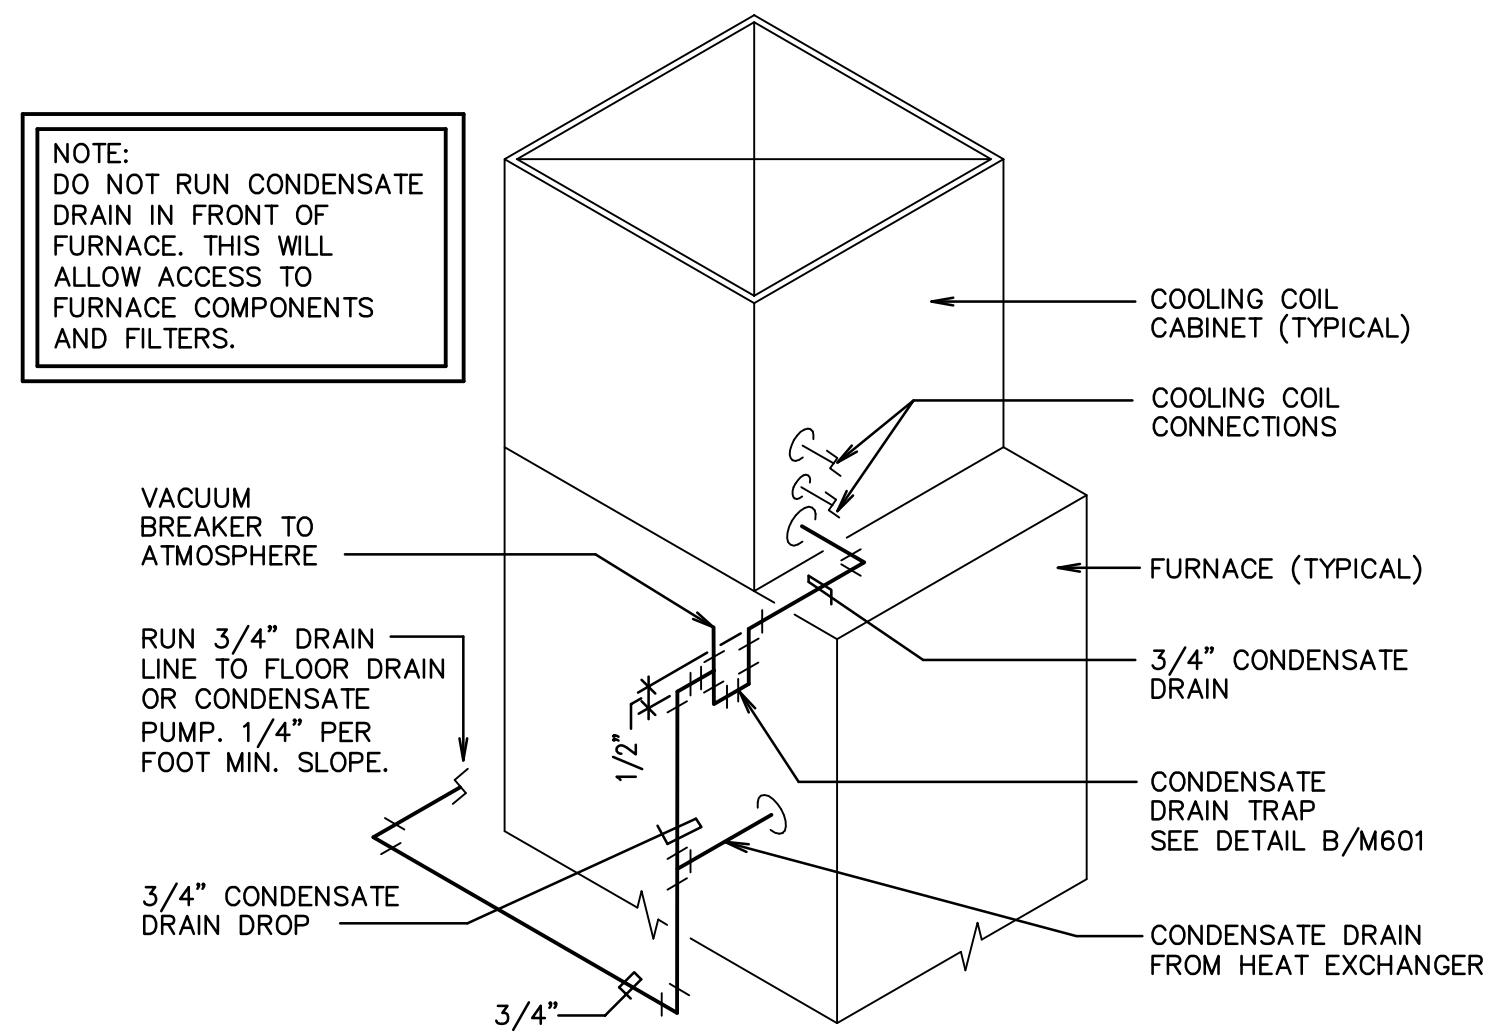 NOTE:
DO NOT RUN CONDENSATE
DRAIN IN FRONT OF
FURNACE. THIS WILL
ALLOW ACCESS TO
FURNACE COMPONENTS
AND FILTERS.
COOLING COIL
CABINET (TYPICAL)
COOLING COIL
CONNECTIONS
VACUUM
BREAKER TO
ATMOSPHERE
FURNACE (TYPICAL)
RUN 3/4" DRAIN
LINE TO FLOOR DRAIN
OR CONDENSATE
PUMP. 1/4" PER
FOOT MIN. SLOPE.
3/4" CONDENSATE
DRAIN
1/2"
CONDENSATE
DRAIN TRAP
SEE DETAIL B/M601
3/4" CONDENSATE
DRAIN DROP
CONDENSATE DRAIN
FROM HEAT EXCHANGER
3/4"